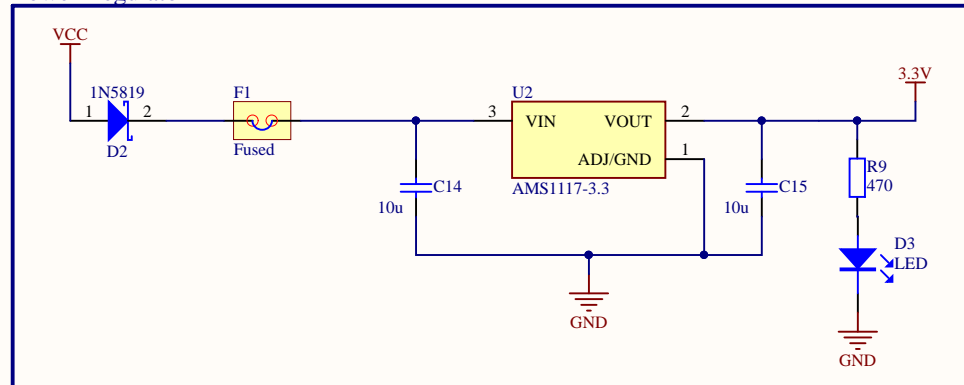 VCC
1N5819
1
2
D2
F1
Fused
U2
3
VIN
VOUT
2
ADJ/GND
1
AMS1117-3.3
C14
10u
C15
10u
3.3V
R9
470
D3
LED
GND
GND